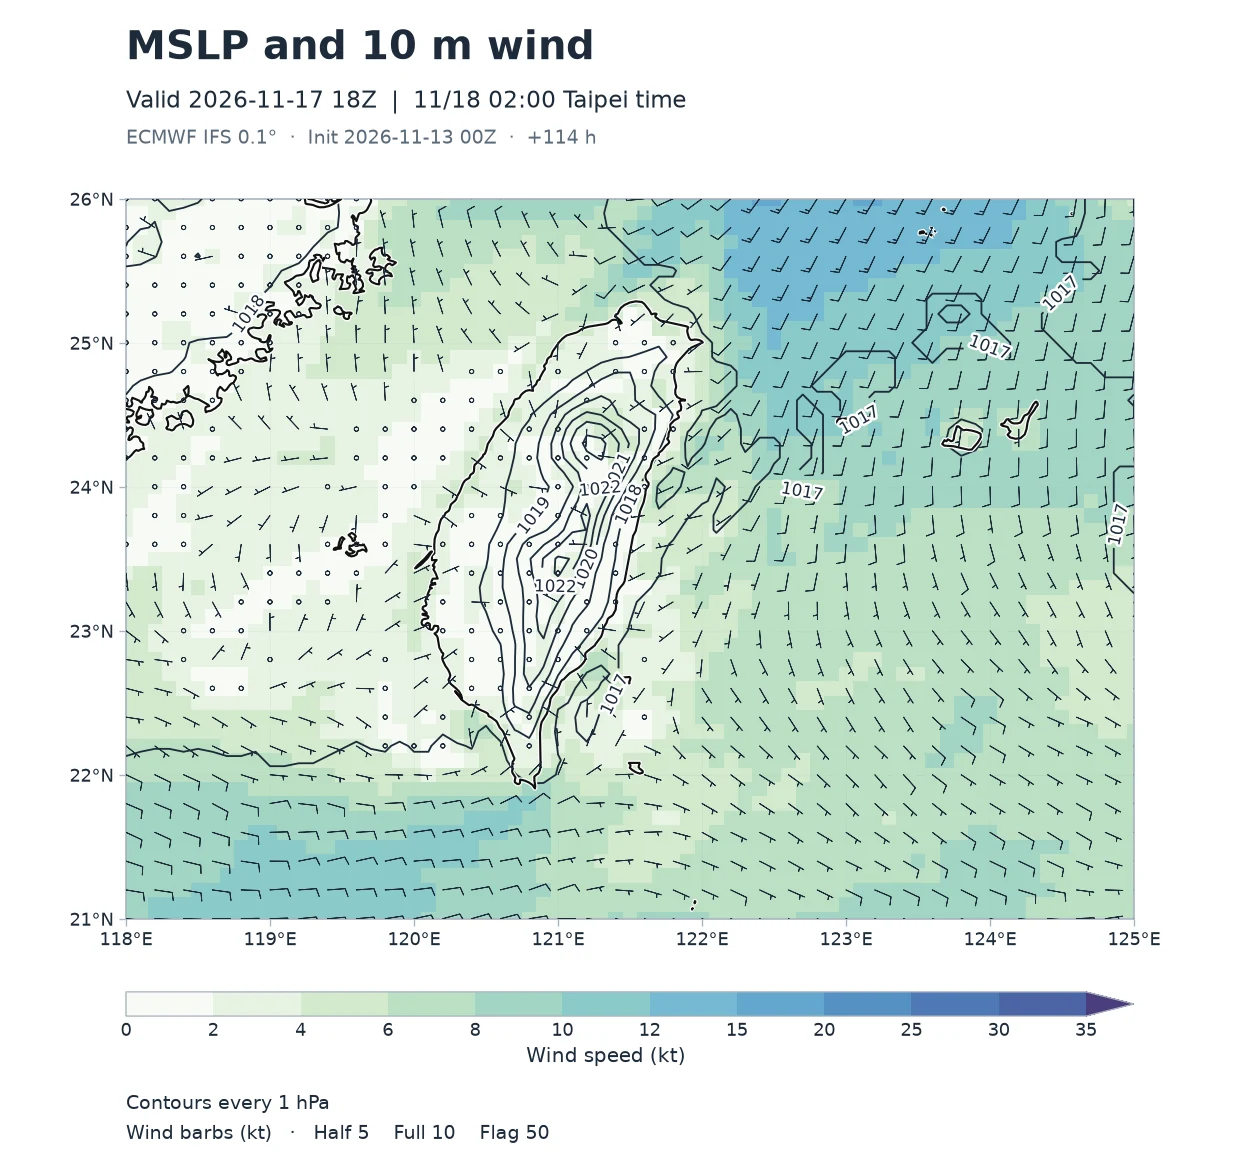 MSLP and 10 m wind
Valid 2026-11-17 18Z | 11/18 02:00 Taipei time
ECMWF IFS 0.1° · Init 2026-11-13 00Z · +114 h
26°N
25°N
24°N
23°N
22°N
21°N
1018
1017
1017
1017
1017
1017
1021
1022
1018
1019
1020
1022
1017
118°E 119°E 120°E 121°E 122°E 123°E 124°E 125°E
0 2 4 6 8 10 12 15 20 25 30 35
Wind speed (kt)
Contours every 1 hPa
Wind barbs (kt) · Half 5 Full 10 Flag 50